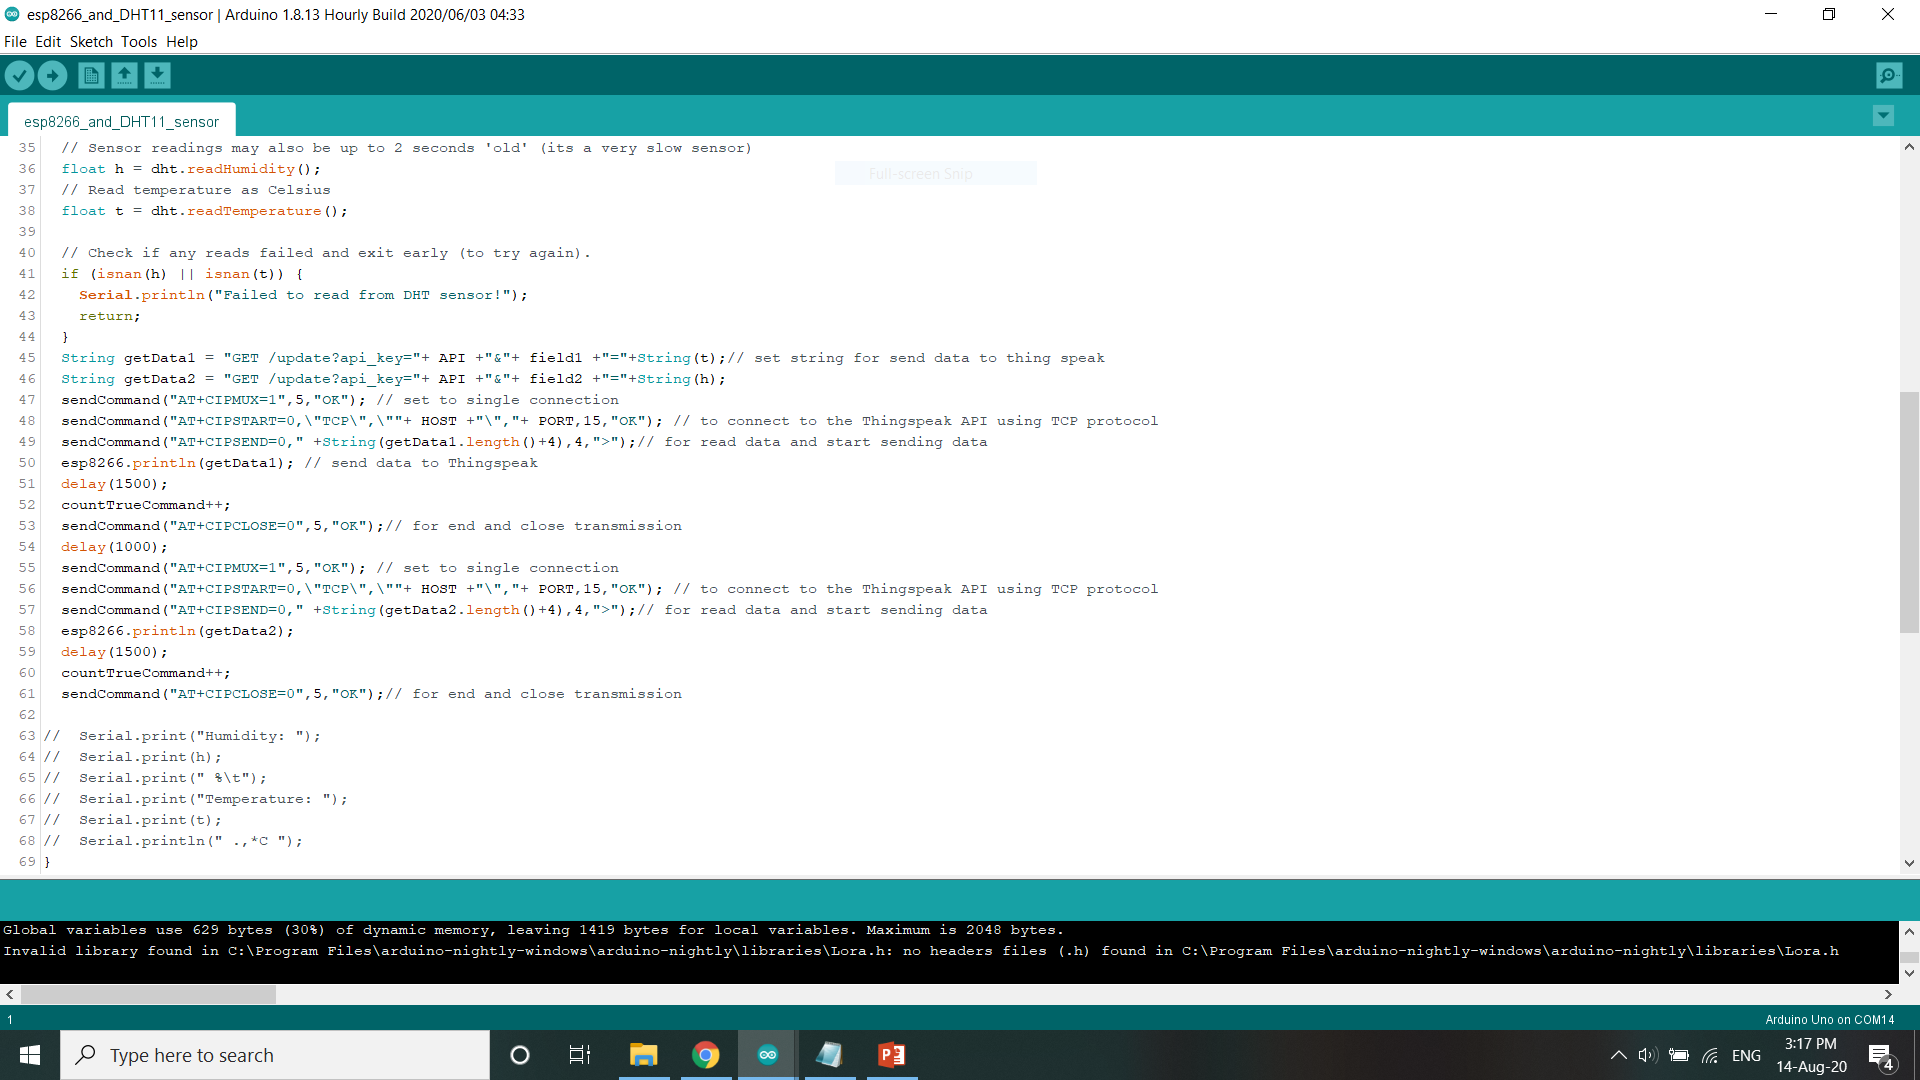 esp8266_and_DHT11_sensor | Arduino 1.8.13 Hourly Build 2020/06/03 04:33
File Edit Sketch Tools Help
esp8266_and_DHT11_sensor
35 // Sensor readings may also be up to 2 seconds 'old' (its a very slow sensor)
Full-screen Snip
36 float h = dht.readHumidity();
37 // Read temperature as Celsius
38 float t = dht.readTemperature();
39
40 // Check if any reads failed and exit early (to try again).
41 if (isnan(h) || isnan(t)) {
42 Serial.println("Failed to read from DHT sensor!");
43 return;
44 }
45 String getData1 = "GET /update?api_key="+ API +"&"+ field1 +"="+String(t);// set string for send data to thing speak
46 String getData2 = "GET /update?api_key="+ API +"&"+ field2 +"="+String(h);
47 sendCommand("AT+CIPMUX=1",5,"OK"); // set to single connection
48 sendCommand("AT+CIPSTART=0,\"TCP\",\""+ HOST +"\","+ PORT,15,"OK"); // to connect to the Thingspeak API using TCP protocol
49 sendCommand("AT+CIPSEND=0," +String(getData1.length()+4),4,">");// for read data and start sending data
50 esp8266.println(getData1); // send data to Thingspeak
51 delay(1500);
52 countTrueCommand++;
53 sendCommand("AT+CIPCLOSE=0",5,"OK");// for end and close transmission
54 delay(1000);
55 sendCommand("AT+CIPMUX=1",5,"OK"); // set to single connection
56 sendCommand("AT+CIPSTART=0,\"TCP\",\""+ HOST +"\","+ PORT,15,"OK"); // to connect to the Thingspeak API using TCP protocol
57 sendCommand("AT+CIPSEND=0," +String(getData2.length()+4),4,">");// for read data and start sending data
58 esp8266.println(getData2);
59 delay(1500);
60 countTrueCommand++;
61 sendCommand("AT+CIPCLOSE=0",5,"OK");// for end and close transmission
62
63 // Serial.print("Humidity: ");
64 // Serial.print(h);
65 // Serial.print(" %\t");
66 // Serial.print("Temperature: ");
67 // Serial.print(t);
68 // Serial.println(" .,*C ");
69 }
Global variables use 629 bytes (30%) of dynamic memory, leaving 1419 bytes for local variables. Maximum is 2048 bytes.
Invalid library found in C:\Program Files\arduino-nightly-windows\arduino-nightly\libraries\Lora.h: no headers files (.h) found in C:\Program Files\arduino-nightly-windows\arduino-nightly\libraries\Lora.h
1
Arduino Uno on COM14
Type here to search
ENG
3:17 PM
14-Aug-20
4